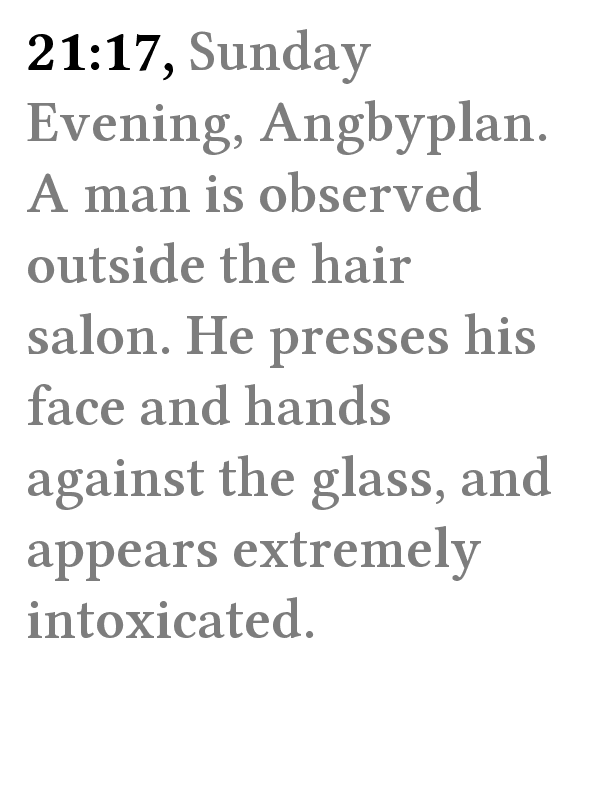 21:17, Sunday
Evening, Angbyplan.
A man is observed
outside the hair
salon. He presses his
face and hands
against the glass, and
appears extremely
intoxicated.